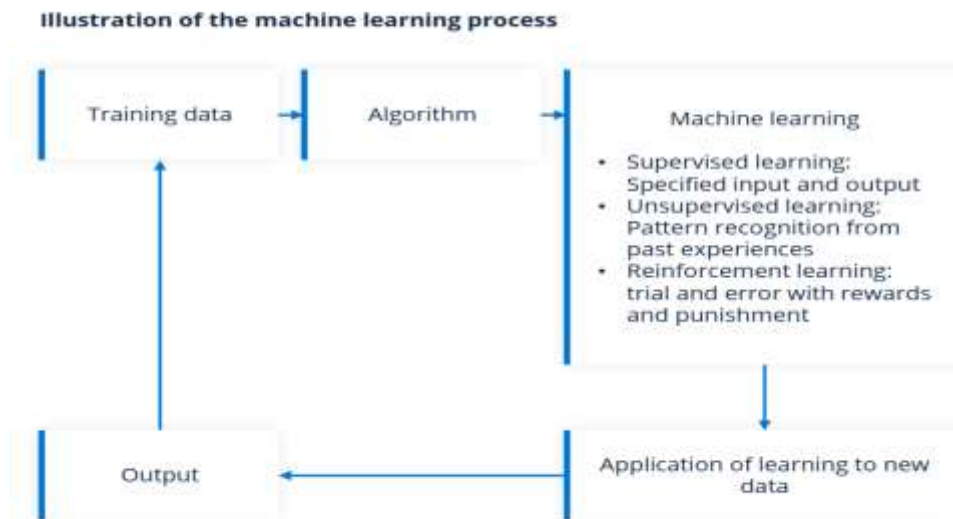 Illustration of the machine learning process
Training data
Algorithm
Machine learning
• Supervised learning:
Specified input and output
• Unsupervised learning:
Pattern recognition from
past experiences
• Reinforcement learning:
trial and error with rewards
and punishment
Output
Application of learning to new
data